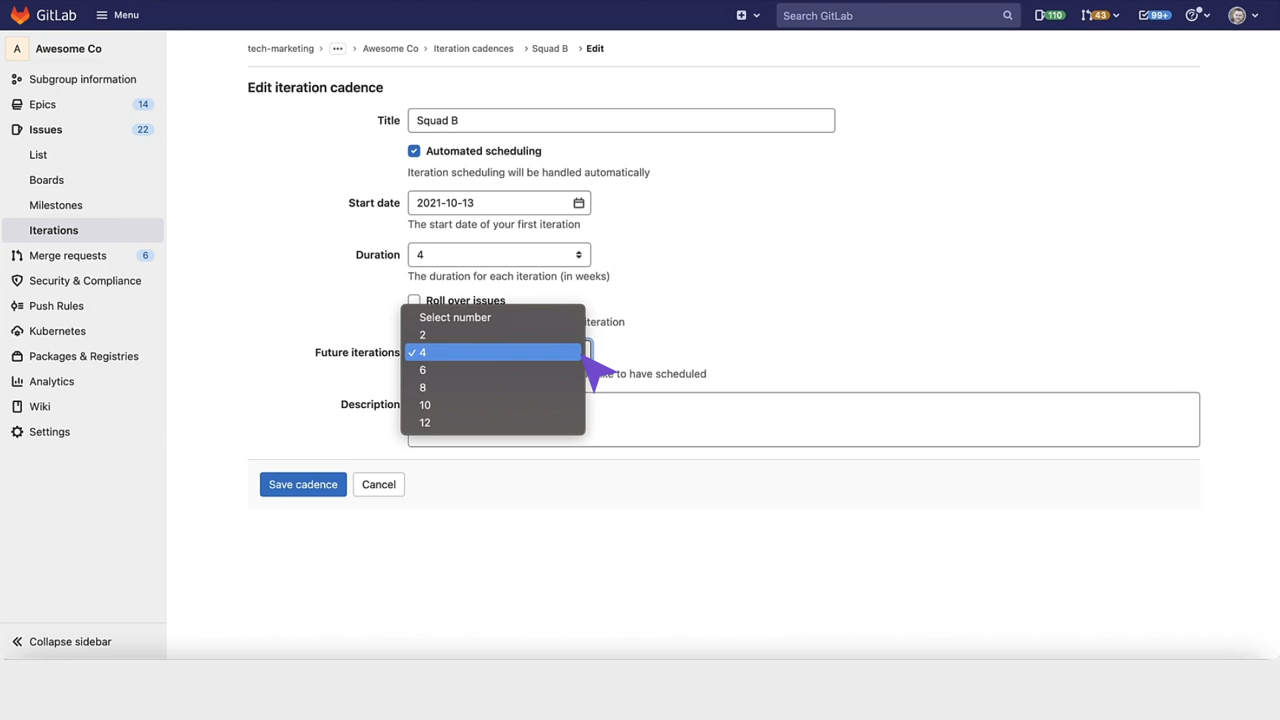 GitLab
Menu
Search GitLab
110
43
99+
A
Awesome Co
tech-marketing › ••• › Awesome Co › Iteration cadences › Squad B › Edit
Subgroup information
Epics 14
Issues 22
List
Boards
Milestones
Iterations
Merge requests 6
Security & Compliance
Push Rules
Kubernetes
Packages & Registries
Analytics
Wiki
Settings
Collapse sidebar
Edit iteration cadence
Title Squad B
Automated scheduling
Iteration scheduling will be handled automatically
Start date 2021-10-13
The start date of your first iteration
Duration 4
The duration for each iteration (in weeks)
Roll over issues
iteration
Future iterations
Select number
2
✓ 4
6
8
10
12
to have scheduled
Description
Save cadence
Cancel